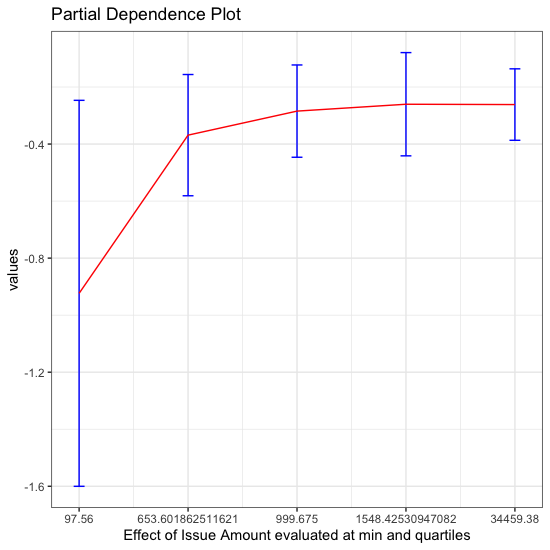 Partial Dependence Plot
values
-0.4
-0.8
-1.2
-1.6
97.56 653.601862511621 999.675 1548.42530947082 34459.38
Effect of Issue Amount evaluated at min and quartiles